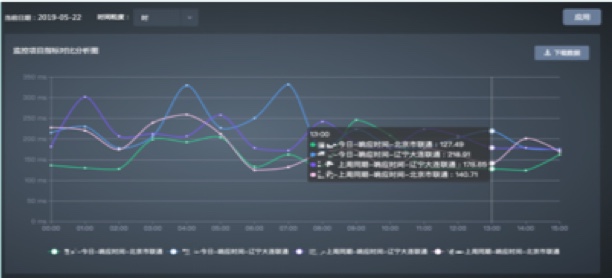 当前日期：2019-05-22 时间粒度： 时 应用
监控项目指标对比分析图 下载数据
350 ms
300 ms
250 ms
200 ms
150 ms
100 ms
50 ms
0 ms
13:00
-今日-响应时间-北京市联通：127.49
-今日-响应时间-辽宁大连联通：218.91
-上周同期-响应时间-辽宁大连联通：178.85
-上周同期-响应时间-北京市联通：140.71
00:00 01:00 02:00 03:00 04:00 05:00 06:00 07:00 08:00 09:00 10:00 11:00 12:00 13:00 14:00 15:00
-今日-响应时间-北京市联通 -今日-响应时间-辽宁大连联通 -上周同期-响应时间-辽宁大连联通 -上周同期-响应时间-北京市联通